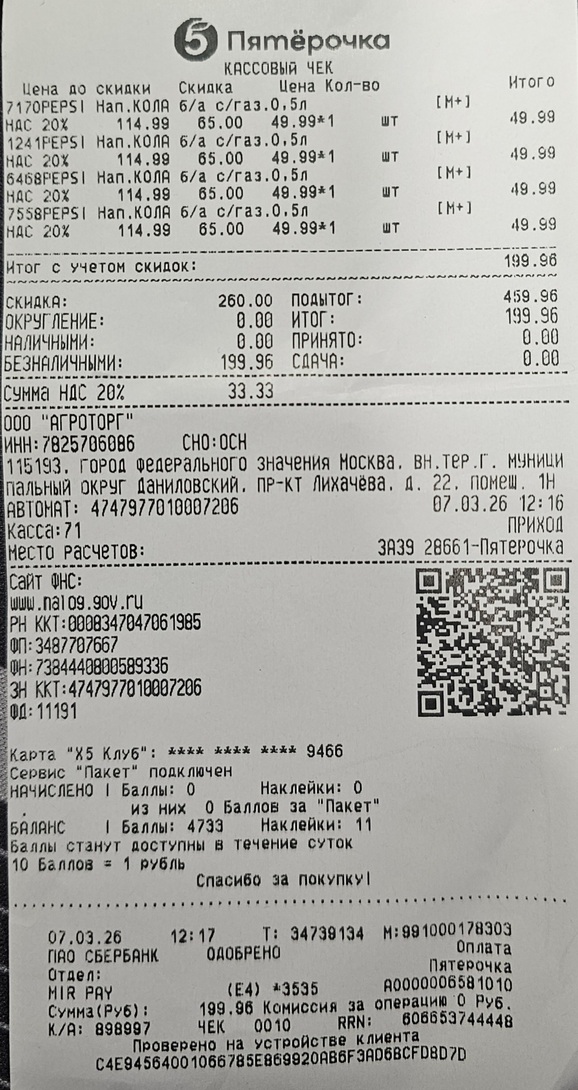 5 Пятёрочка
КАССОВЫЙ ЧЕК
Цена до скидки Скидка Цена Кол-во Итого
7170PEPSI Нап.КОЛА б/а с/газ.0,5л [М+]
НДС 20% 114.99 65.00 49.99*1 шт 49.99
1241PEPSI Нап.КОЛА б/а с/газ.0,5л [М+]
НДС 20% 114.99 65.00 49.99*1 шт 49.99
6468PEPSI Нап.КОЛА б/а с/газ.0,5л [М+]
НДС 20% 114.99 65.00 49.99*1 шт 49.99
7558PEPSI Нап.КОЛА б/а с/газ.0,5л [М+]
НДС 20% 114.99 65.00 49.99*1 шт 49.99
Итог с учетом скидок: 199.96
СКИДКА: 260.00 ПОДЫТОГ: 459.96
ОКРУГЛЕНИЕ: 0.00 ИТОГ: 199.96
НАЛИЧНЫМИ: 0.00 ПРИНЯТО: 0.00
БЕЗНАЛИЧНЫМИ: 199.96 СДАЧА: 0.00
Сумма НДС 20% 33.33
ООО "АГРОТОРГ"
ИНН:7825706086 СНО:ОСН
115193, город федерального значения Москва, вн.тер.г. муници
пальный округ Даниловский, пр-кт Лихачёва, д. 22, помещ. 1Н
АВТОМАТ: 4747977010007206 07.03.26 12:16
Касса:71 ПРИХОД
Место расчетов: ЗАЗ9 28661-Пятерочка
Сайт ФНС:
www.nalog.gov.ru
РН ККТ:0008347047061985
ФП:3487707667
ФН:7384440800589336
ЗН ККТ:4747977010007206
ФД:11191
Карта "X5 Клуб": **** **** **** 9466
Сервис "Пакет" подключен
НАЧИСЛЕНО | Баллы: 0 Наклейки: 0
из них 0 Баллов за "Пакет"
БАЛАНС | Баллы: 4733 Наклейки: 11
Баллы станут доступны в течение суток
10 Баллов = 1 рубль
Спасибо за покупку!
07.03.26 12:17 Т: 34739134 М:991000178303
ПАО СБЕРБАНК ОДОБРЕНО Оплата
Отдел: Пятерочка
MIR PAY (E4) *3535 A0000006581010
Сумма(Руб): 199.96 Комиссия за операцию 0 Руб.
К/А: 898997 ЧЕК 0010 RRN: 606653744448
Проверено на устройстве клиента
C4E94564001066785E869920AB6F3AD6BCFD8D7D